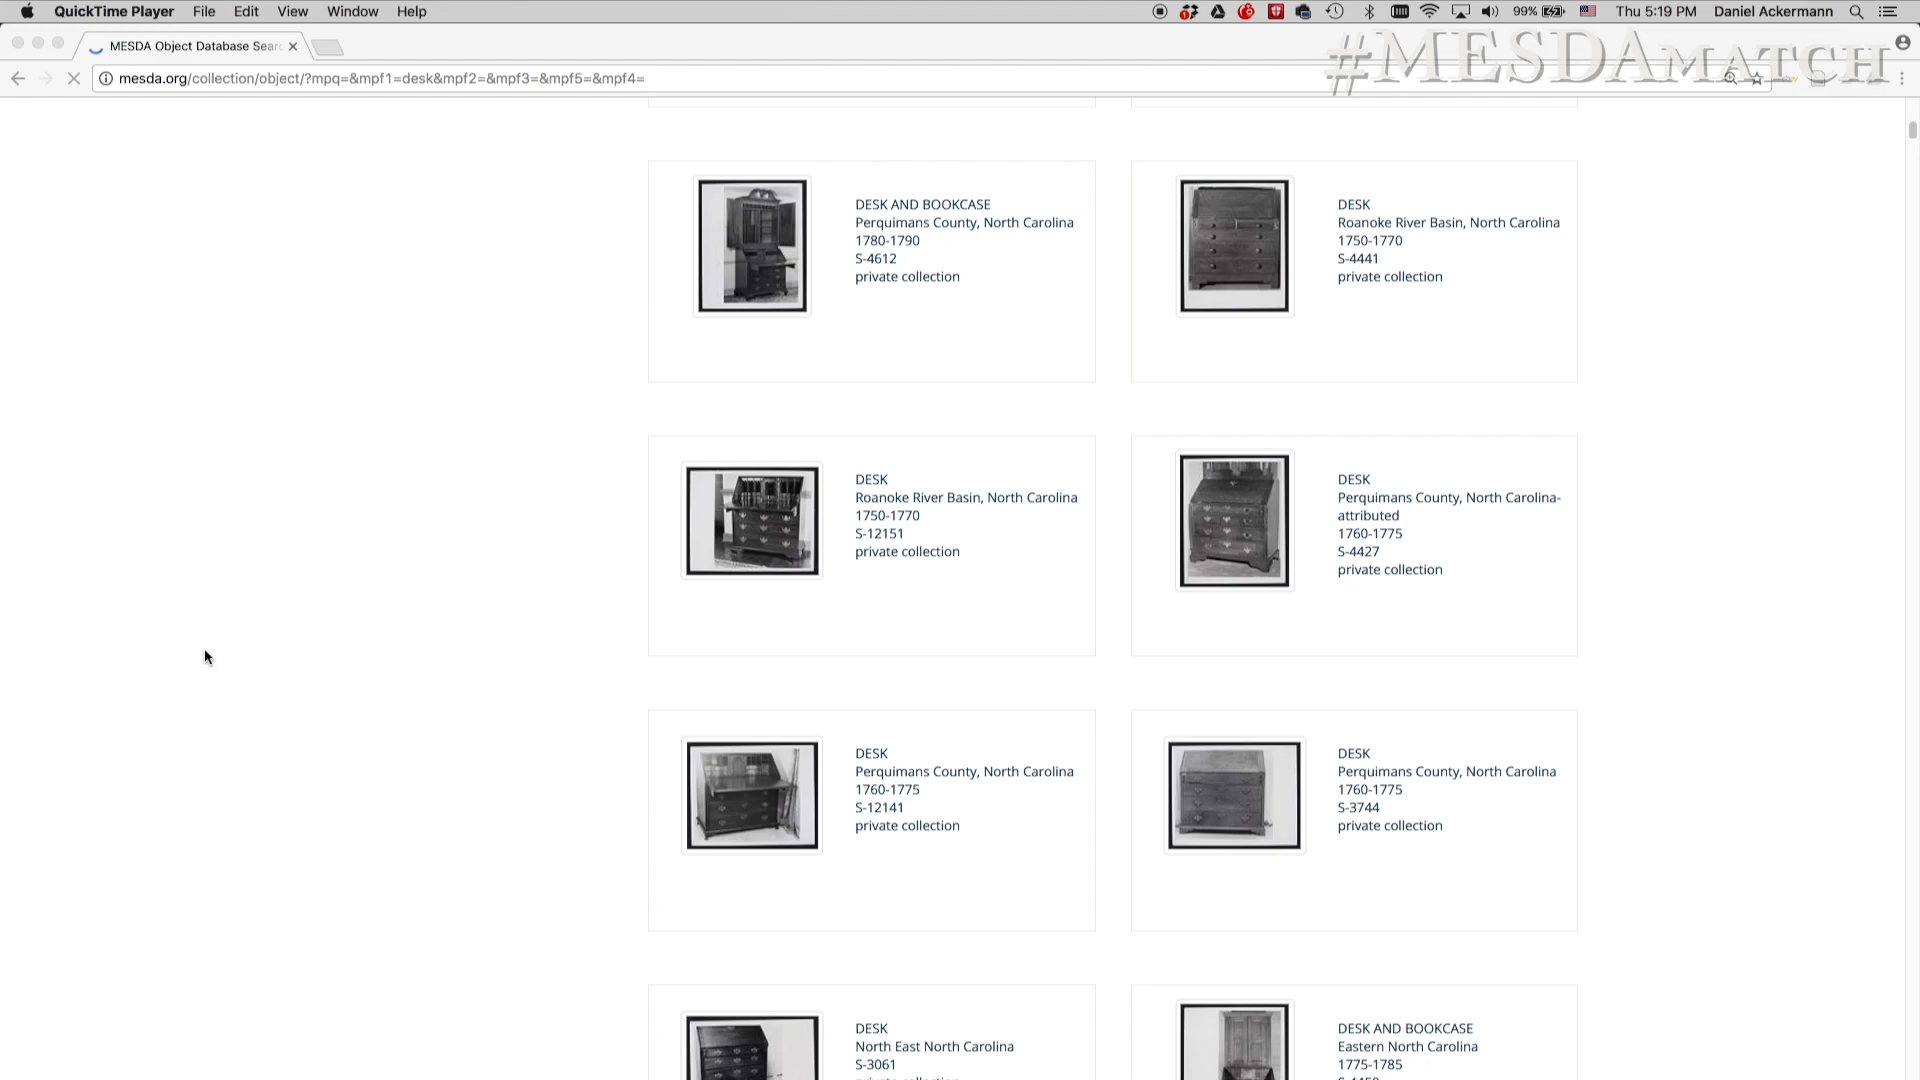 QuickTime Player File Edit View Window Help 99% Thu 5:19 PM Daniel Ackermann
#MESDAMATCH
MESDA Object Database Sear
mesda.org/collection/object/?mpq=&mpf1=desk&mpf2=&mpf3=&mpf5=&mpf4=
DESK AND BOOKCASE
Perquimans County, North Carolina
1780-1790
S-4612
private collection
DESK
Roanoke River Basin, North Carolina
1750-1770
S-4441
private collection
DESK
Roanoke River Basin, North Carolina
1750-1770
S-12151
private collection
DESK
Perquimans County, North Carolina-
attributed
1760-1775
S-4427
private collection
DESK
Perquimans County, North Carolina
1760-1775
S-12141
private collection
DESK
Perquimans County, North Carolina
1760-1775
S-3744
private collection
DESK
North East North Carolina
S-3061
DESK AND BOOKCASE
Eastern North Carolina
1775-1785